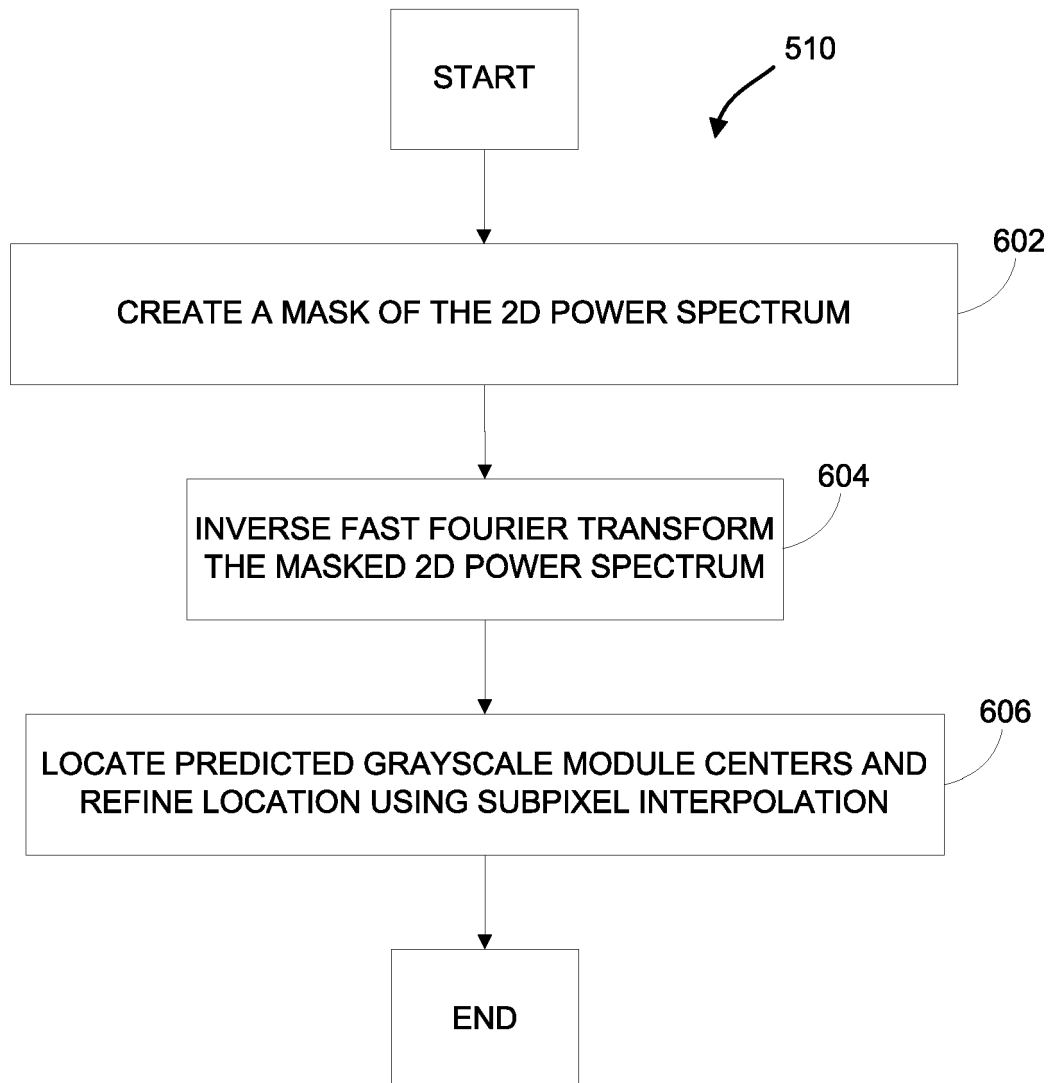 START
510
602
CREATE A MASK OF THE 2D POWER SPECTRUM
604
INVERSE FAST FOURIER TRANSFORM
THE MASKED 2D POWER SPECTRUM
606
LOCATE PREDICTED GRAYSCALE MODULE CENTERS AND
REFINE LOCATION USING SUBPIXEL INTERPOLATION
END